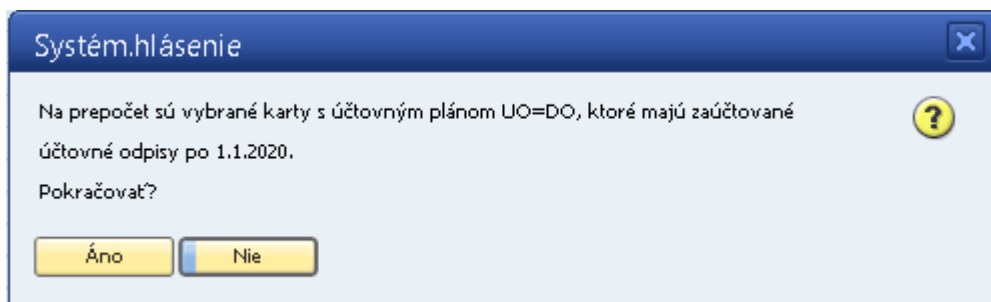 Systém.hlásenie
Na prepočet sú vybrané karty s účtovným plánom UO=DO, ktoré majú zaúčtované
účtovné odpisy po 1.1.2020.
Pokračovať?
Áno Nie